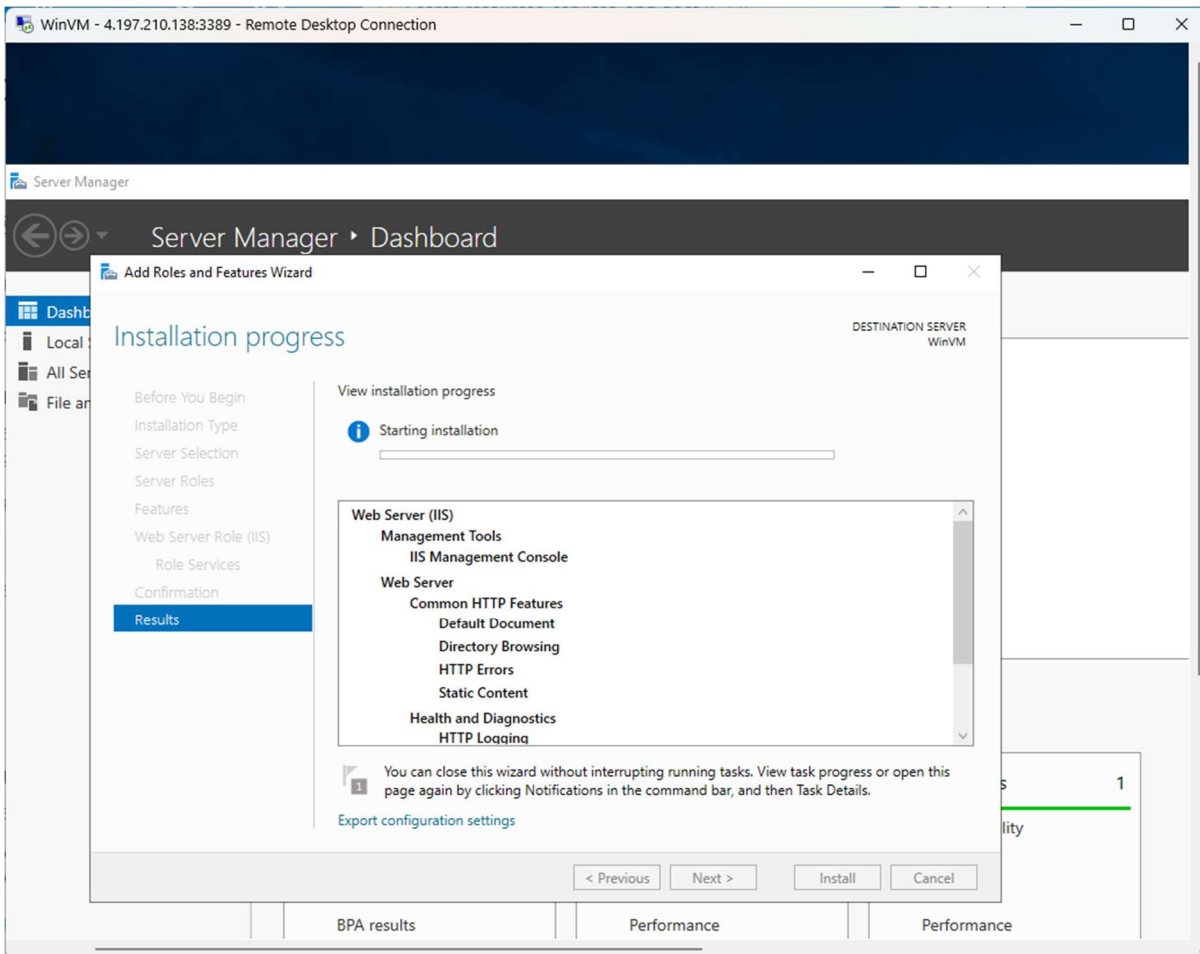 WinVM - 4.197.210.138:3389 - Remote Desktop Connection
Server Manager
Server Manager • Dashboard
Add Roles and Features Wizard
Dashb
Local
All Ser
File an
Installation progress
DESTINATION SERVER
WinVM
Before You Begin
Installation Type
Server Selection
Server Roles
Features
Web Server Role (IIS)
Role Services
Confirmation
Results
View installation progress
Starting installation
Web Server (IIS)
Management Tools
IIS Management Console
Web Server
Common HTTP Features
Default Document
Directory Browsing
HTTP Errors
Static Content
Health and Diagnostics
HTTP Logging
1
You can close this wizard without interrupting running tasks. View task progress or open this
page again by clicking Notifications in the command bar, and then Task Details.
Export configuration settings
< Previous
Next >
Install
Cancel
s 1
lity
BPA results
Performance
Performance